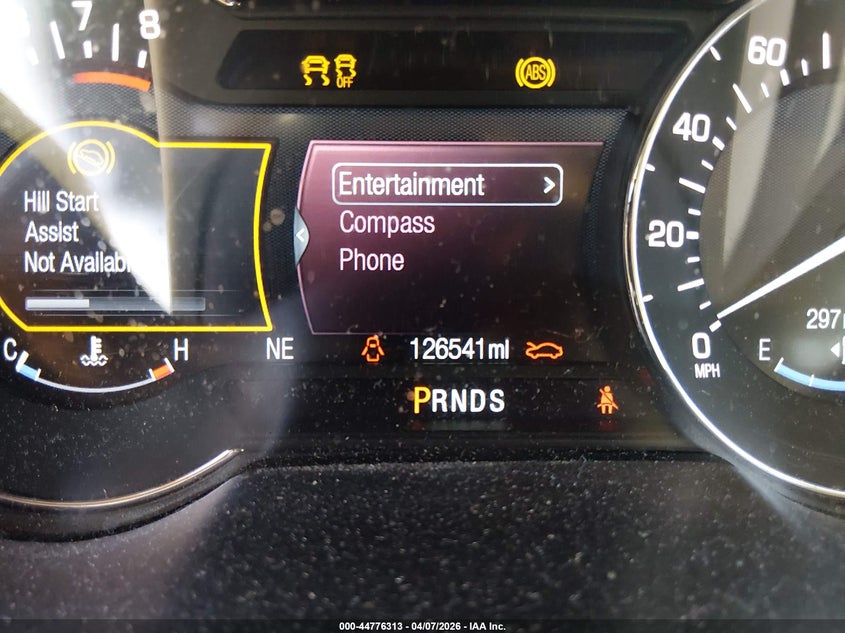 6 7 8
OFF
ABS
60
40
20
0
MPH
Hill Start
Assist
Not Availab
Entertainment >
Compass
Phone
C H NE 126541mi E 297
PRNDS
000-44776313 - 04/07/2026 - IAA Inc.